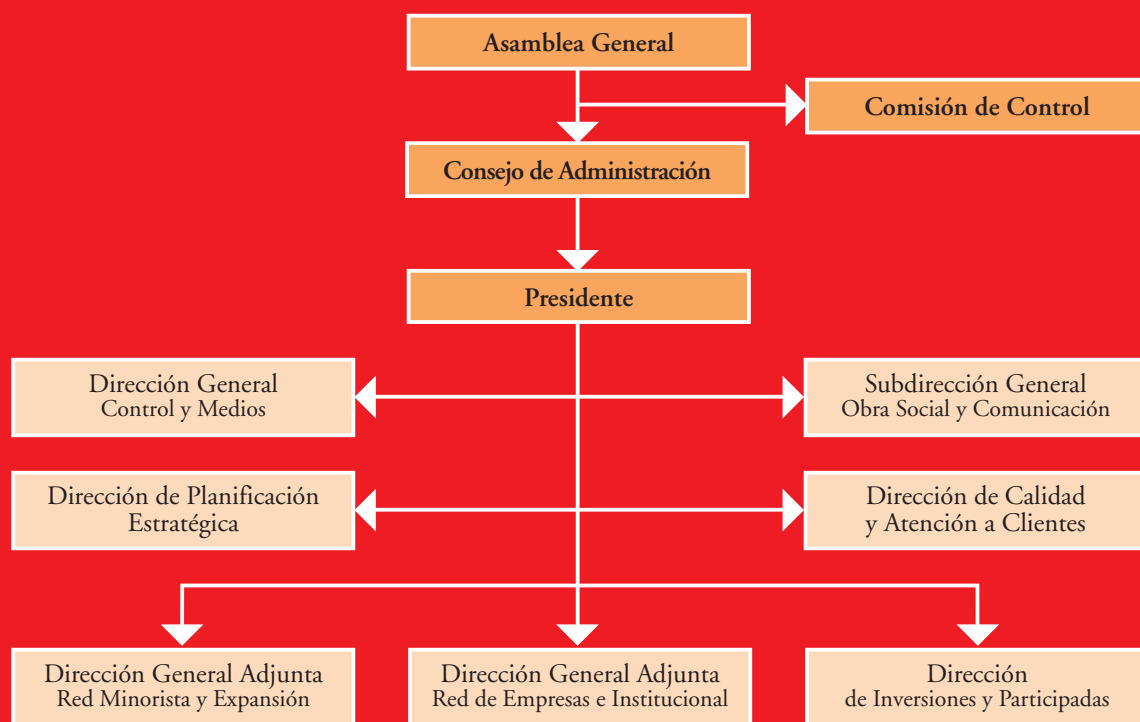 Asamblea General
Comisión de Control
Consejo de Administración
Presidente
Dirección General
Control y Medios
Subdirección General
Obra Social y Comunicación
Dirección de Planificación
Estratégica
Dirección de Calidad
y Atención a Clientes
Dirección General Adjunta
Red Minorista y Expansión
Dirección General Adjunta
Red de Empresas e Institucional
Dirección
de Inversiones y Participadas